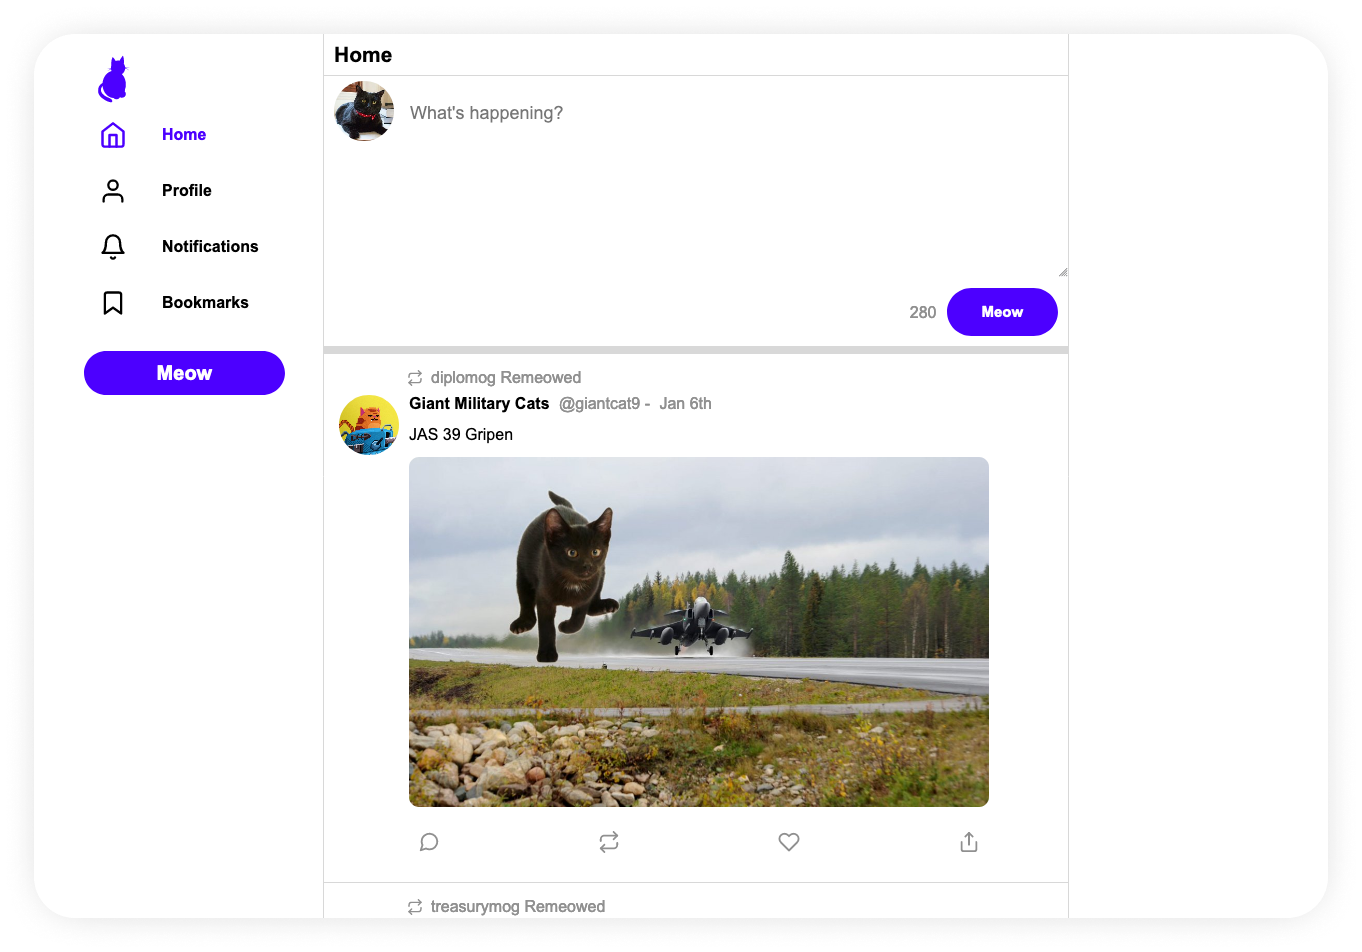 Home
Home
What's happening?
Profile
Notifications
Bookmarks
280
Meow
Meow
diplomog Remeowed
Giant Military Cats @giantcat9 - Jan 6th
JAS 39 Gripen
treasurymog Remeowed